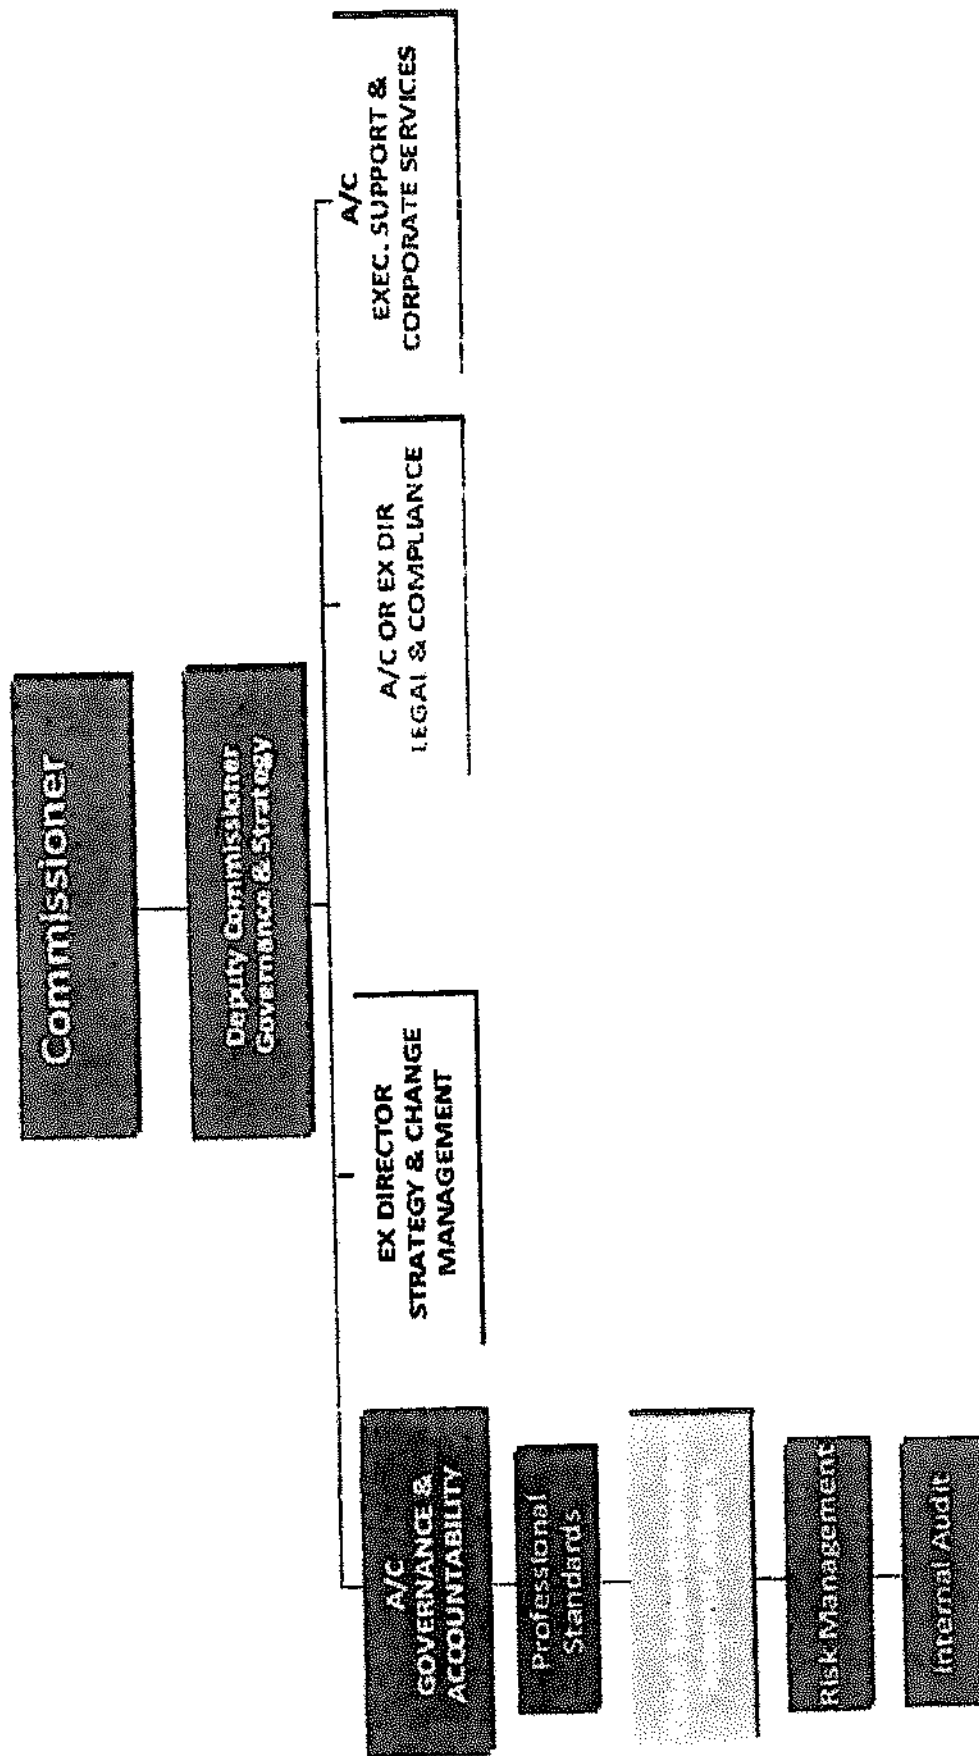 Commissioner
Deputy Commissioner
Governance & Strategy
A/C
GOVERNANCE &
ACCOUNTABILITY
Professional
Standards
Risk Management
Internal Audit
EX DIRECTOR
STRATEGY & CHANGE
MANAGEMENT
A/C OR EX DIR
LEGAL & COMPLIANCE
A/C
EXEC. SUPPORT &
CORPORATE SERVICES